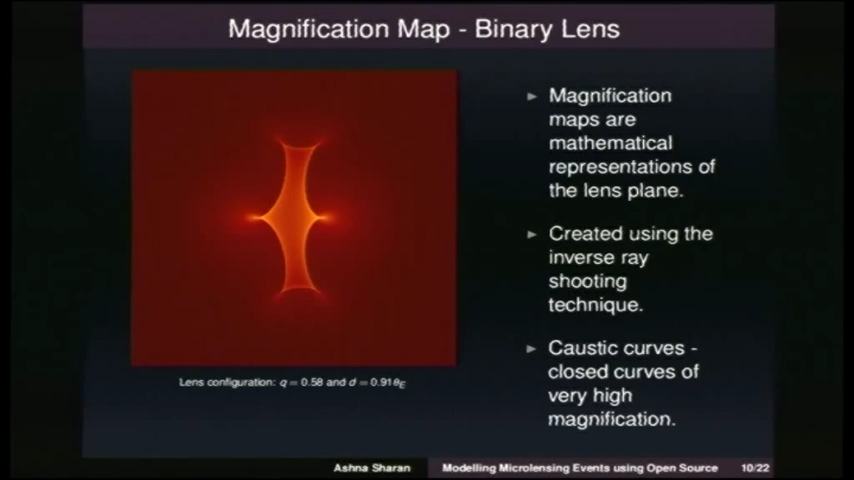 Magnification Map - Binary Lens
► Magnification
maps are
mathematical
representations of
the lens plane.
► Created using the
inverse ray
shooting
technique.
► Caustic curves -
closed curves of
very high
magnification.
Lens configuration: q = 0.58 and d = 0.91θ_E
Ashna Sharan Modelling Microlensing Events using Open Source 10/22